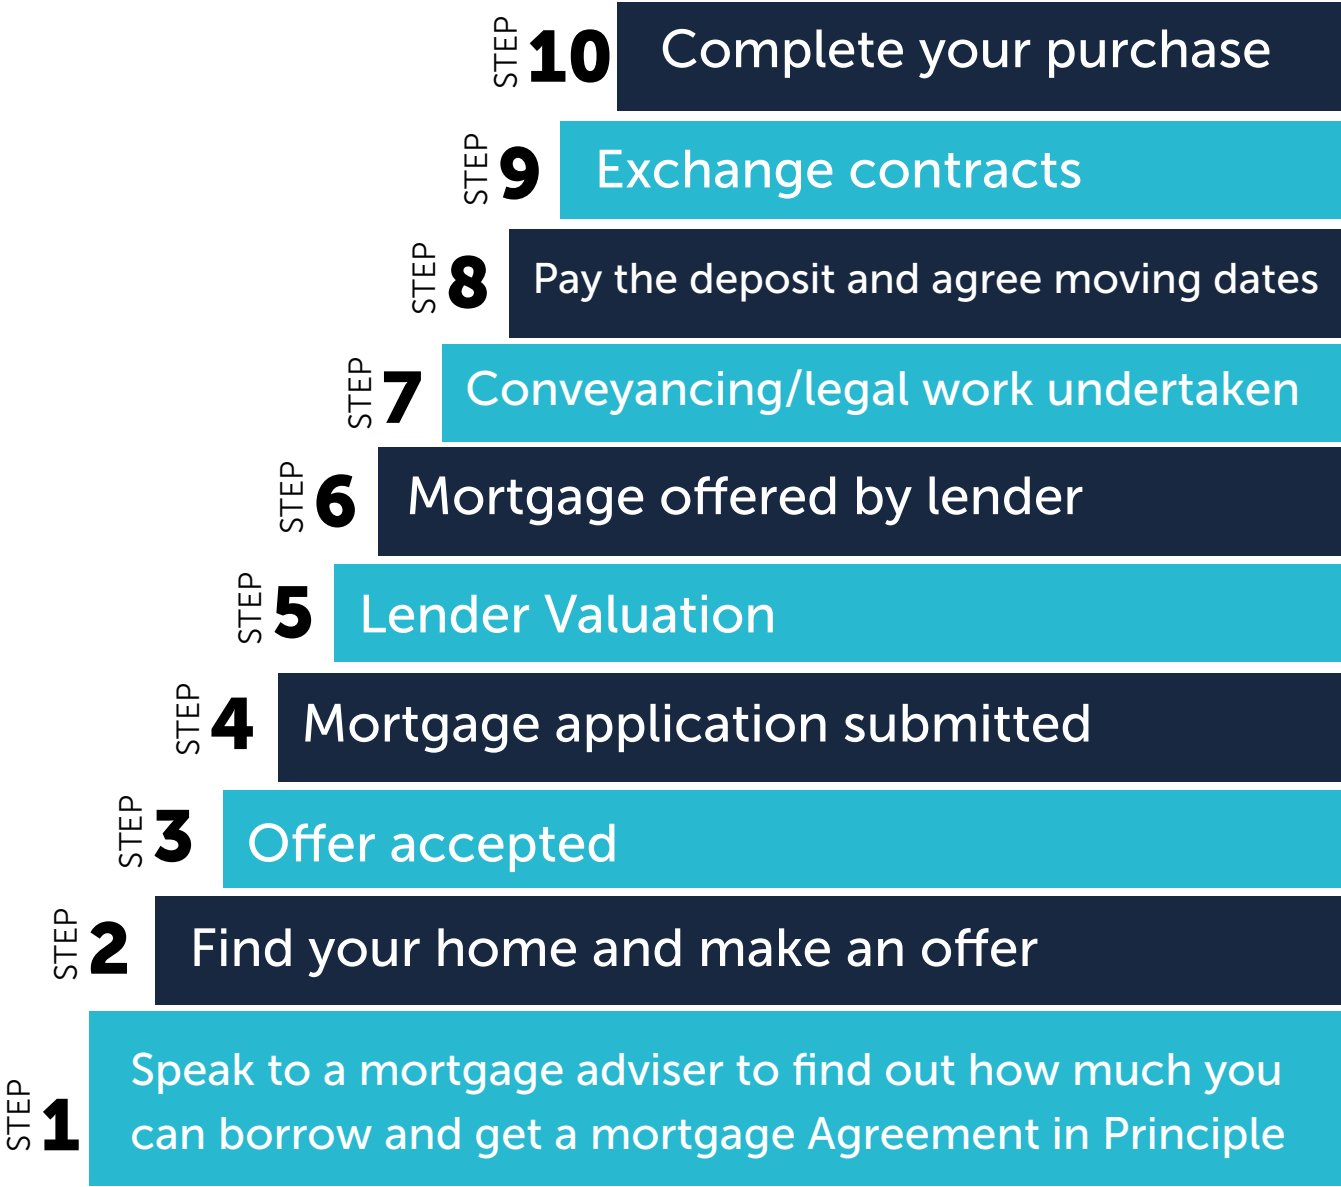 STEP 10 Complete your purchase
STEP 9 Exchange contracts
STEP 8 Pay the deposit and agree moving dates
STEP 7 Conveyancing/legal work undertaken
STEP 6 Mortgage offered by lender
STEP 5 Lender Valuation
STEP 4 Mortgage application submitted
STEP 3 Offer accepted
STEP 2 Find your home and make an offer
STEP 1 Speak to a mortgage adviser to find out how much you
can borrow and get a mortgage Agreement in Principle